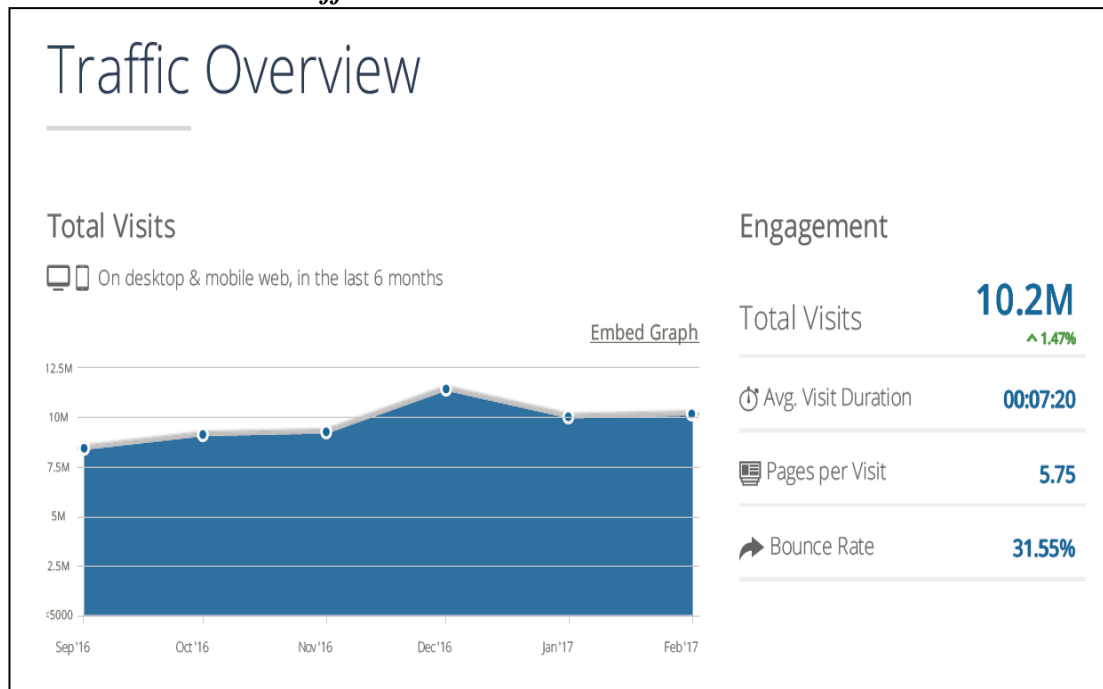 Traffic Overview
Total Visits
On desktop & mobile web, in the last 6 months
Embed Graph
12.5M
10M
7.5M
5M
2.5M
<5000
Sep'16 Oct'16 Nov'16 Dec'16 Jan'17 Feb'17
Engagement
Total Visits 10.2M
1.47%
Avg. Visit Duration 00:07:20
Pages per Visit 5.75
Bounce Rate 31.55%